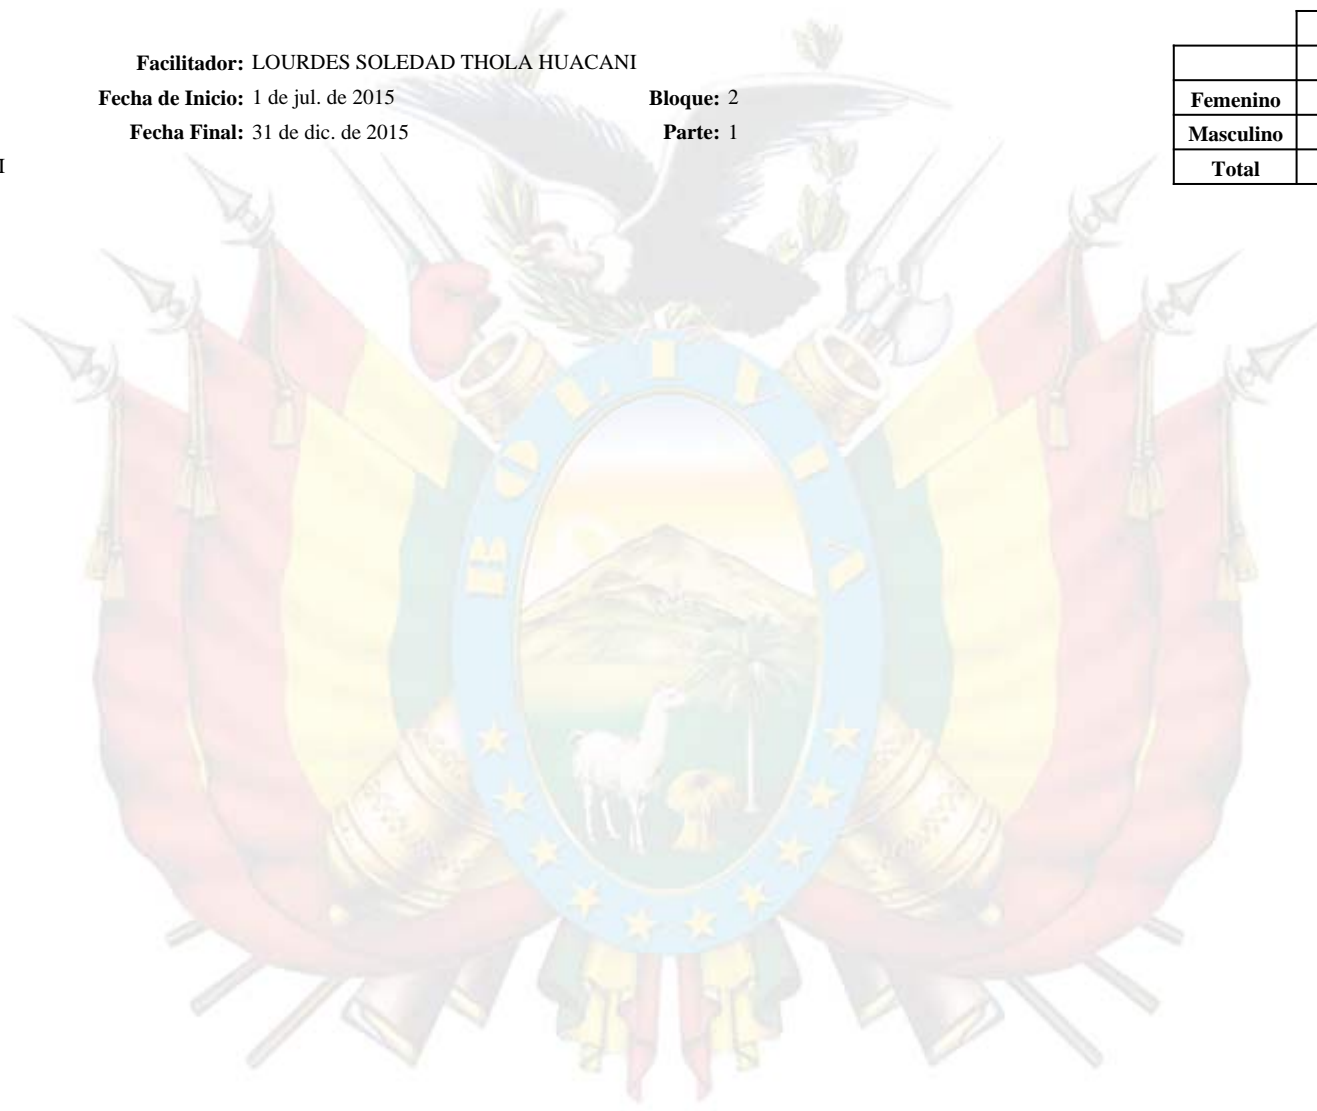 Facilitador: LOURDES SOLEDAD THOLA HUACANI
Fecha de Inicio: 1 de jul. de 2015 Bloque: 2
Femenino
Fecha Final: 31 de dic. de 2015 Parte: 1
Masculino
I
Total
BOLIVIA